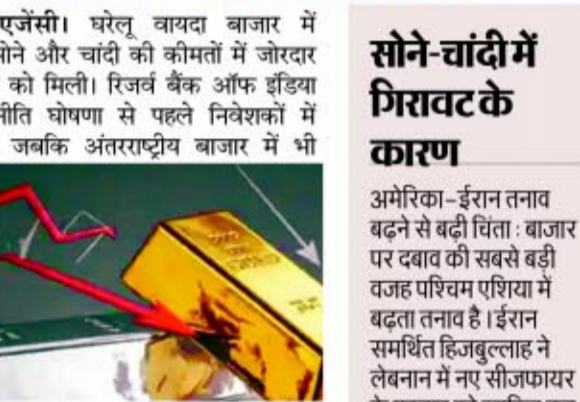 एजेंसी। घरेलू वायदा बाजार में
सोने और चांदी की कीमतों में जोरदार
को मिली। रिजर्व बैंक ऑफ इंडिया
नीति घोषणा से पहले निवेशकों में
जबकि अंतरराष्ट्रीय बाजार में भी
सोने-चांदी में
गिरावट के
कारण
अमेरिका-ईरान तनाव
बढ़ने से बढ़ी चिंता : बाजार
पर दबाव की सबसे बड़ी
वजह पश्चिम एशिया में
बढ़ता तनाव है।ईरान
समर्थित हिजबुल्लाह ने
लेबनान में नए सीजफायर